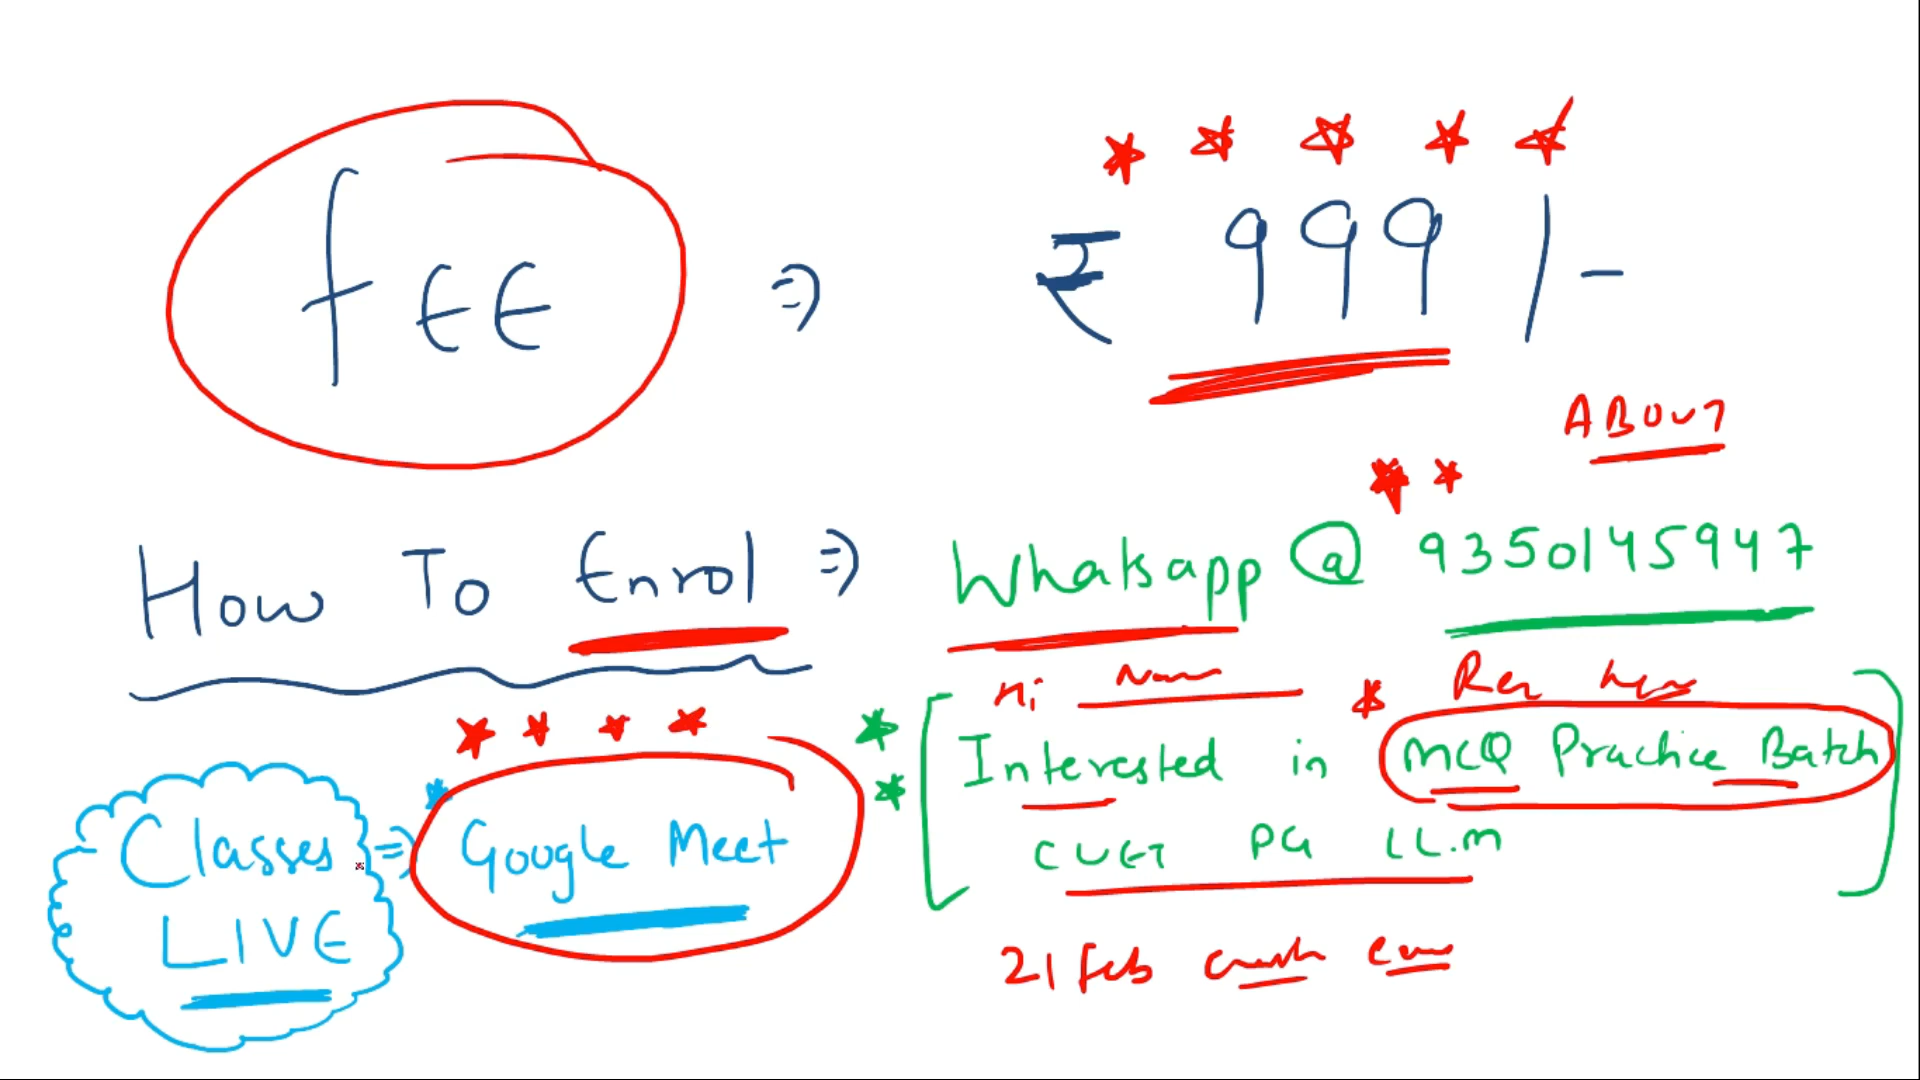 fEE => ₹ 999/-
ABOUT
How To Enrol => Whatsapp @ 9350145947
Hi Name
Interested in MCQ Practice Batch
CUET PG LL.M
Classes LIVE => Google Meet
21 Feb crash